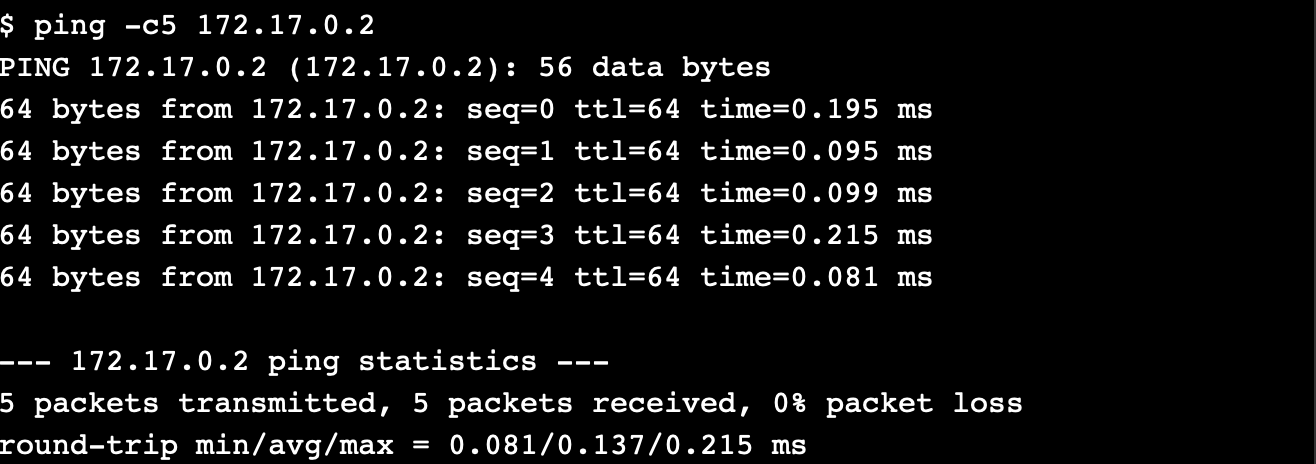 $ ping -c5 172.17.0.2
PING 172.17.0.2 (172.17.0.2): 56 data bytes
64 bytes from 172.17.0.2: seq=0 ttl=64 time=0.195 ms
64 bytes from 172.17.0.2: seq=1 ttl=64 time=0.095 ms
64 bytes from 172.17.0.2: seq=2 ttl=64 time=0.099 ms
64 bytes from 172.17.0.2: seq=3 ttl=64 time=0.215 ms
64 bytes from 172.17.0.2: seq=4 ttl=64 time=0.081 ms
--- 172.17.0.2 ping statistics ---
5 packets transmitted, 5 packets received, 0% packet loss
round-trip min/avg/max = 0.081/0.137/0.215 ms